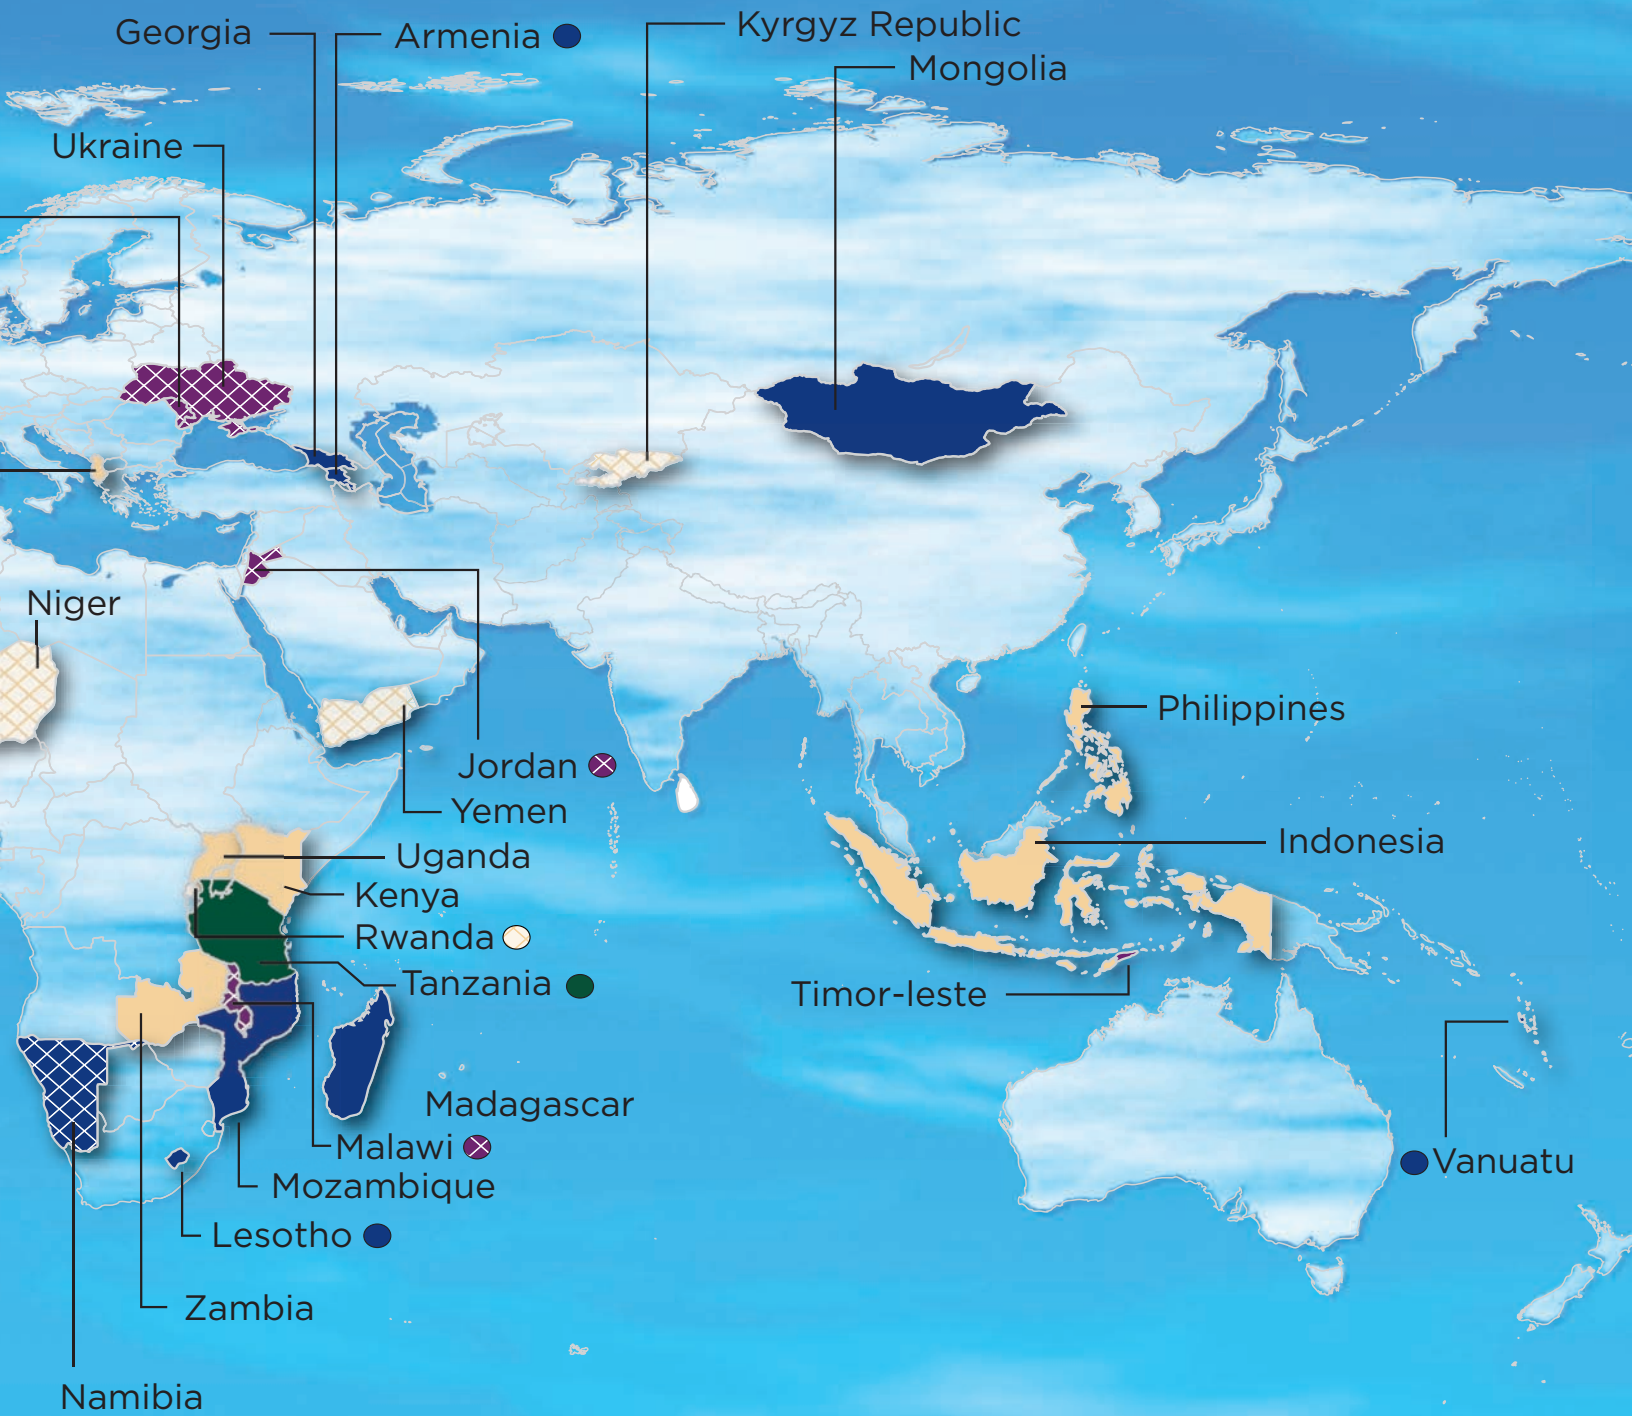 Georgia
Armenia
Kyrgyz Republic
Mongolia
Ukraine
Niger
Philippines
Jordan
Yemen
Indonesia
Uganda
Kenya
Rwanda
Tanzania
Timor-leste
Madagascar
Malawi
Vanuatu
Mozambique
Lesotho
Zambia
Namibia